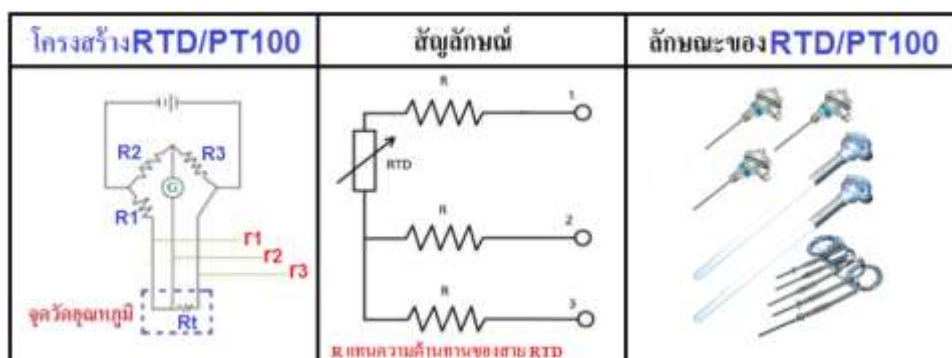 โครงสร้างRTD/PT100
สัญลักษณ์
ลักษณะของRTD/PT100
R2
R3
G
R1
r1
r2
r3
จุดวัดอุณหภูมิ
Rt
R
1
RTD
R
2
R
3
R แทนความต้านทานของสาย RTD